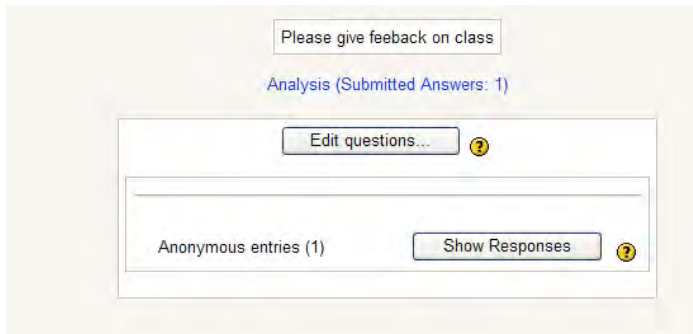 Please give feeback on class
Analysis (Submitted Answers: 1)
Edit questions... ?
Anonymous entries (1) Show Responses ?